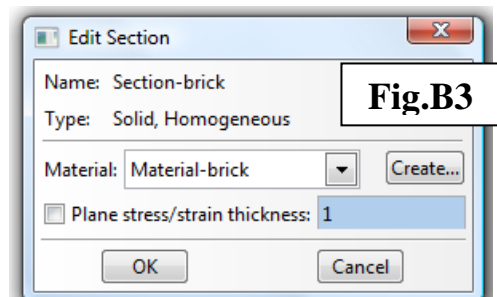 Edit Section
Name: Section-brick
Fig.B3
Type: Solid, Homogeneous
Material: Material-brick Create...
Plane stress/strain thickness: 1
OK Cancel